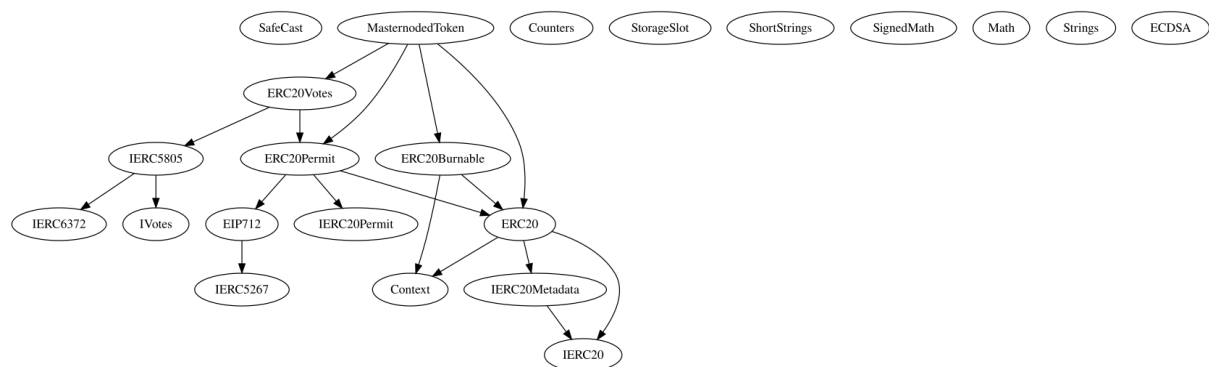 SafeCast MasternodedToken Counters StorageSlot ShortStrings SignedMath Math Strings ECDSA
ERC20Votes
IERC5805 ERC20Permit ERC20Burnable
IERC6372 IVotes EIP712 IERC20Permit ERC20
IERC5267 Context IERC20Metadata
IERC20